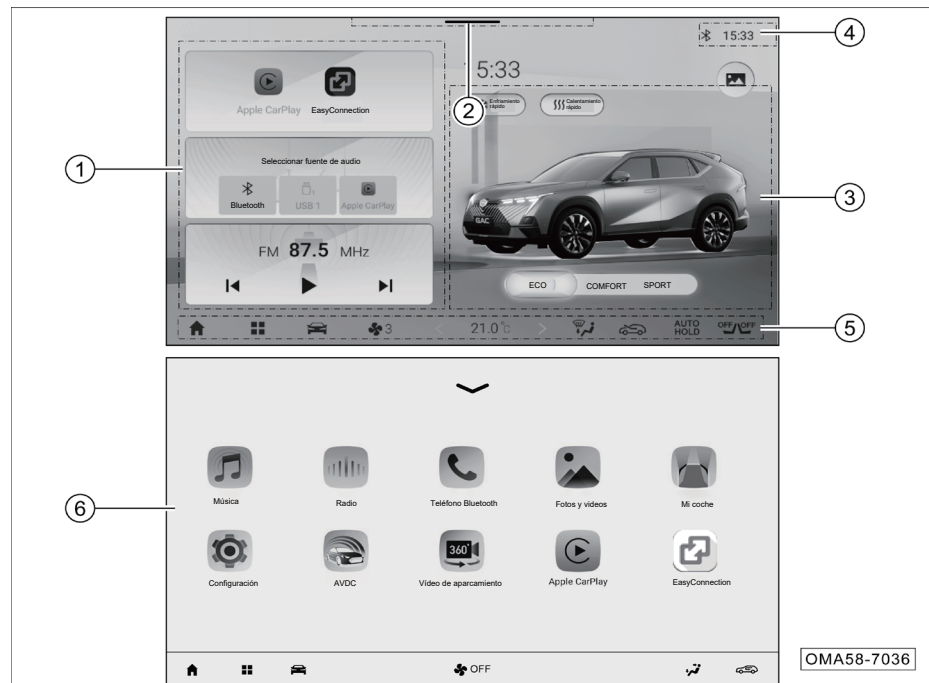 4
15:33
5:33
2
Apple CarPlay
EasyConnection
Enfriamiento
rápido
Calentamiento
rápido
1
Seleccionar fuente de audio
Bluetooth
USB 1
Apple CarPlay
3
GAC
FM 87.5 MHz
ECO
COMFORT
SPORT
3
21.0°C
AUTO
HOLD
OFF
OFF
5
6
Música
Radio
Teléfono Bluetooth
Fotos y videos
Mi coche
360°
Configuración
AVDC
Vídeo de aparcamiento
Apple CarPlay
EasyConnection
OFF
OMA58-7036